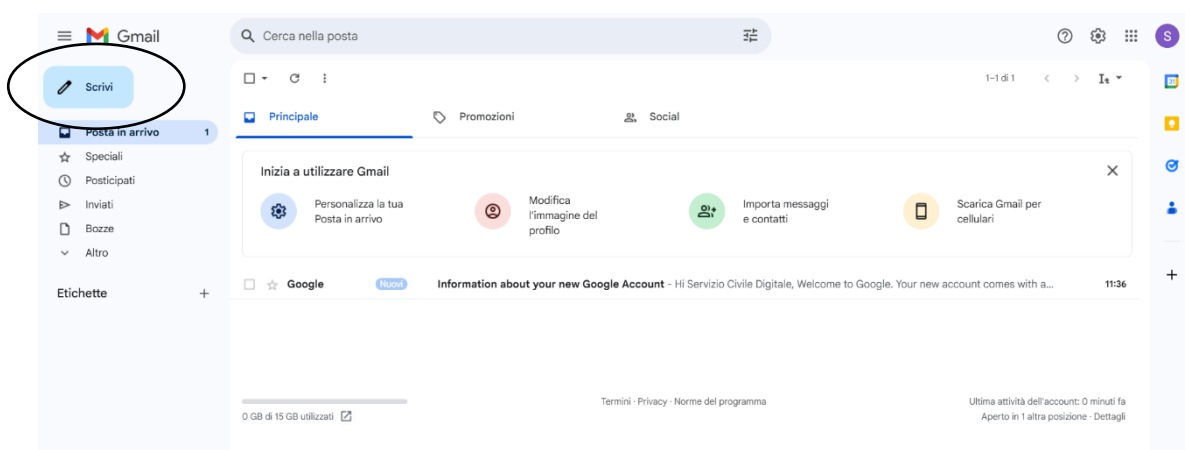 Gmail
Cerca nella posta
S
Scrivi
1–1 di 1
31
Principale
Promozioni
Social
Posta in arrivo 1
Speciali
Posticipati
Inviati
Bozze
Altro
Etichette
Inizia a utilizzare Gmail
Personalizza la tua
Posta in arrivo
Modifica
l'immagine del
profilo
Importa messaggi
e contatti
Scarica Gmail per
cellulari
Google Nuovi Information about your new Google Account - Hi Servizio Civile Digitale, Welcome to Google. Your new account comes with a... 11:36
0 GB di 15 GB utilizzati
Termini · Privacy · Norme del programma
Ultima attività dell'account: 0 minuti fa
Aperto in 1 altra posizione · Dettagli